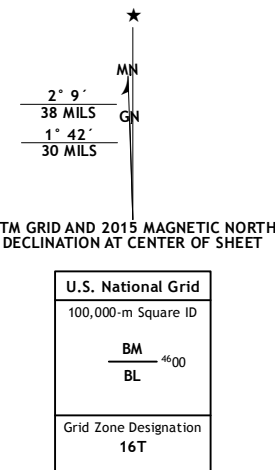 ★
MN
2° 9´
38 MILS
GN
1° 42´
30 MILS
TM GRID AND 2015 MAGNETIC NORTH
DECLINATION AT CENTER OF SHEET
U.S. National Grid
100,000-m Square ID
BM
4600
BL
Grid Zone Designation
16T